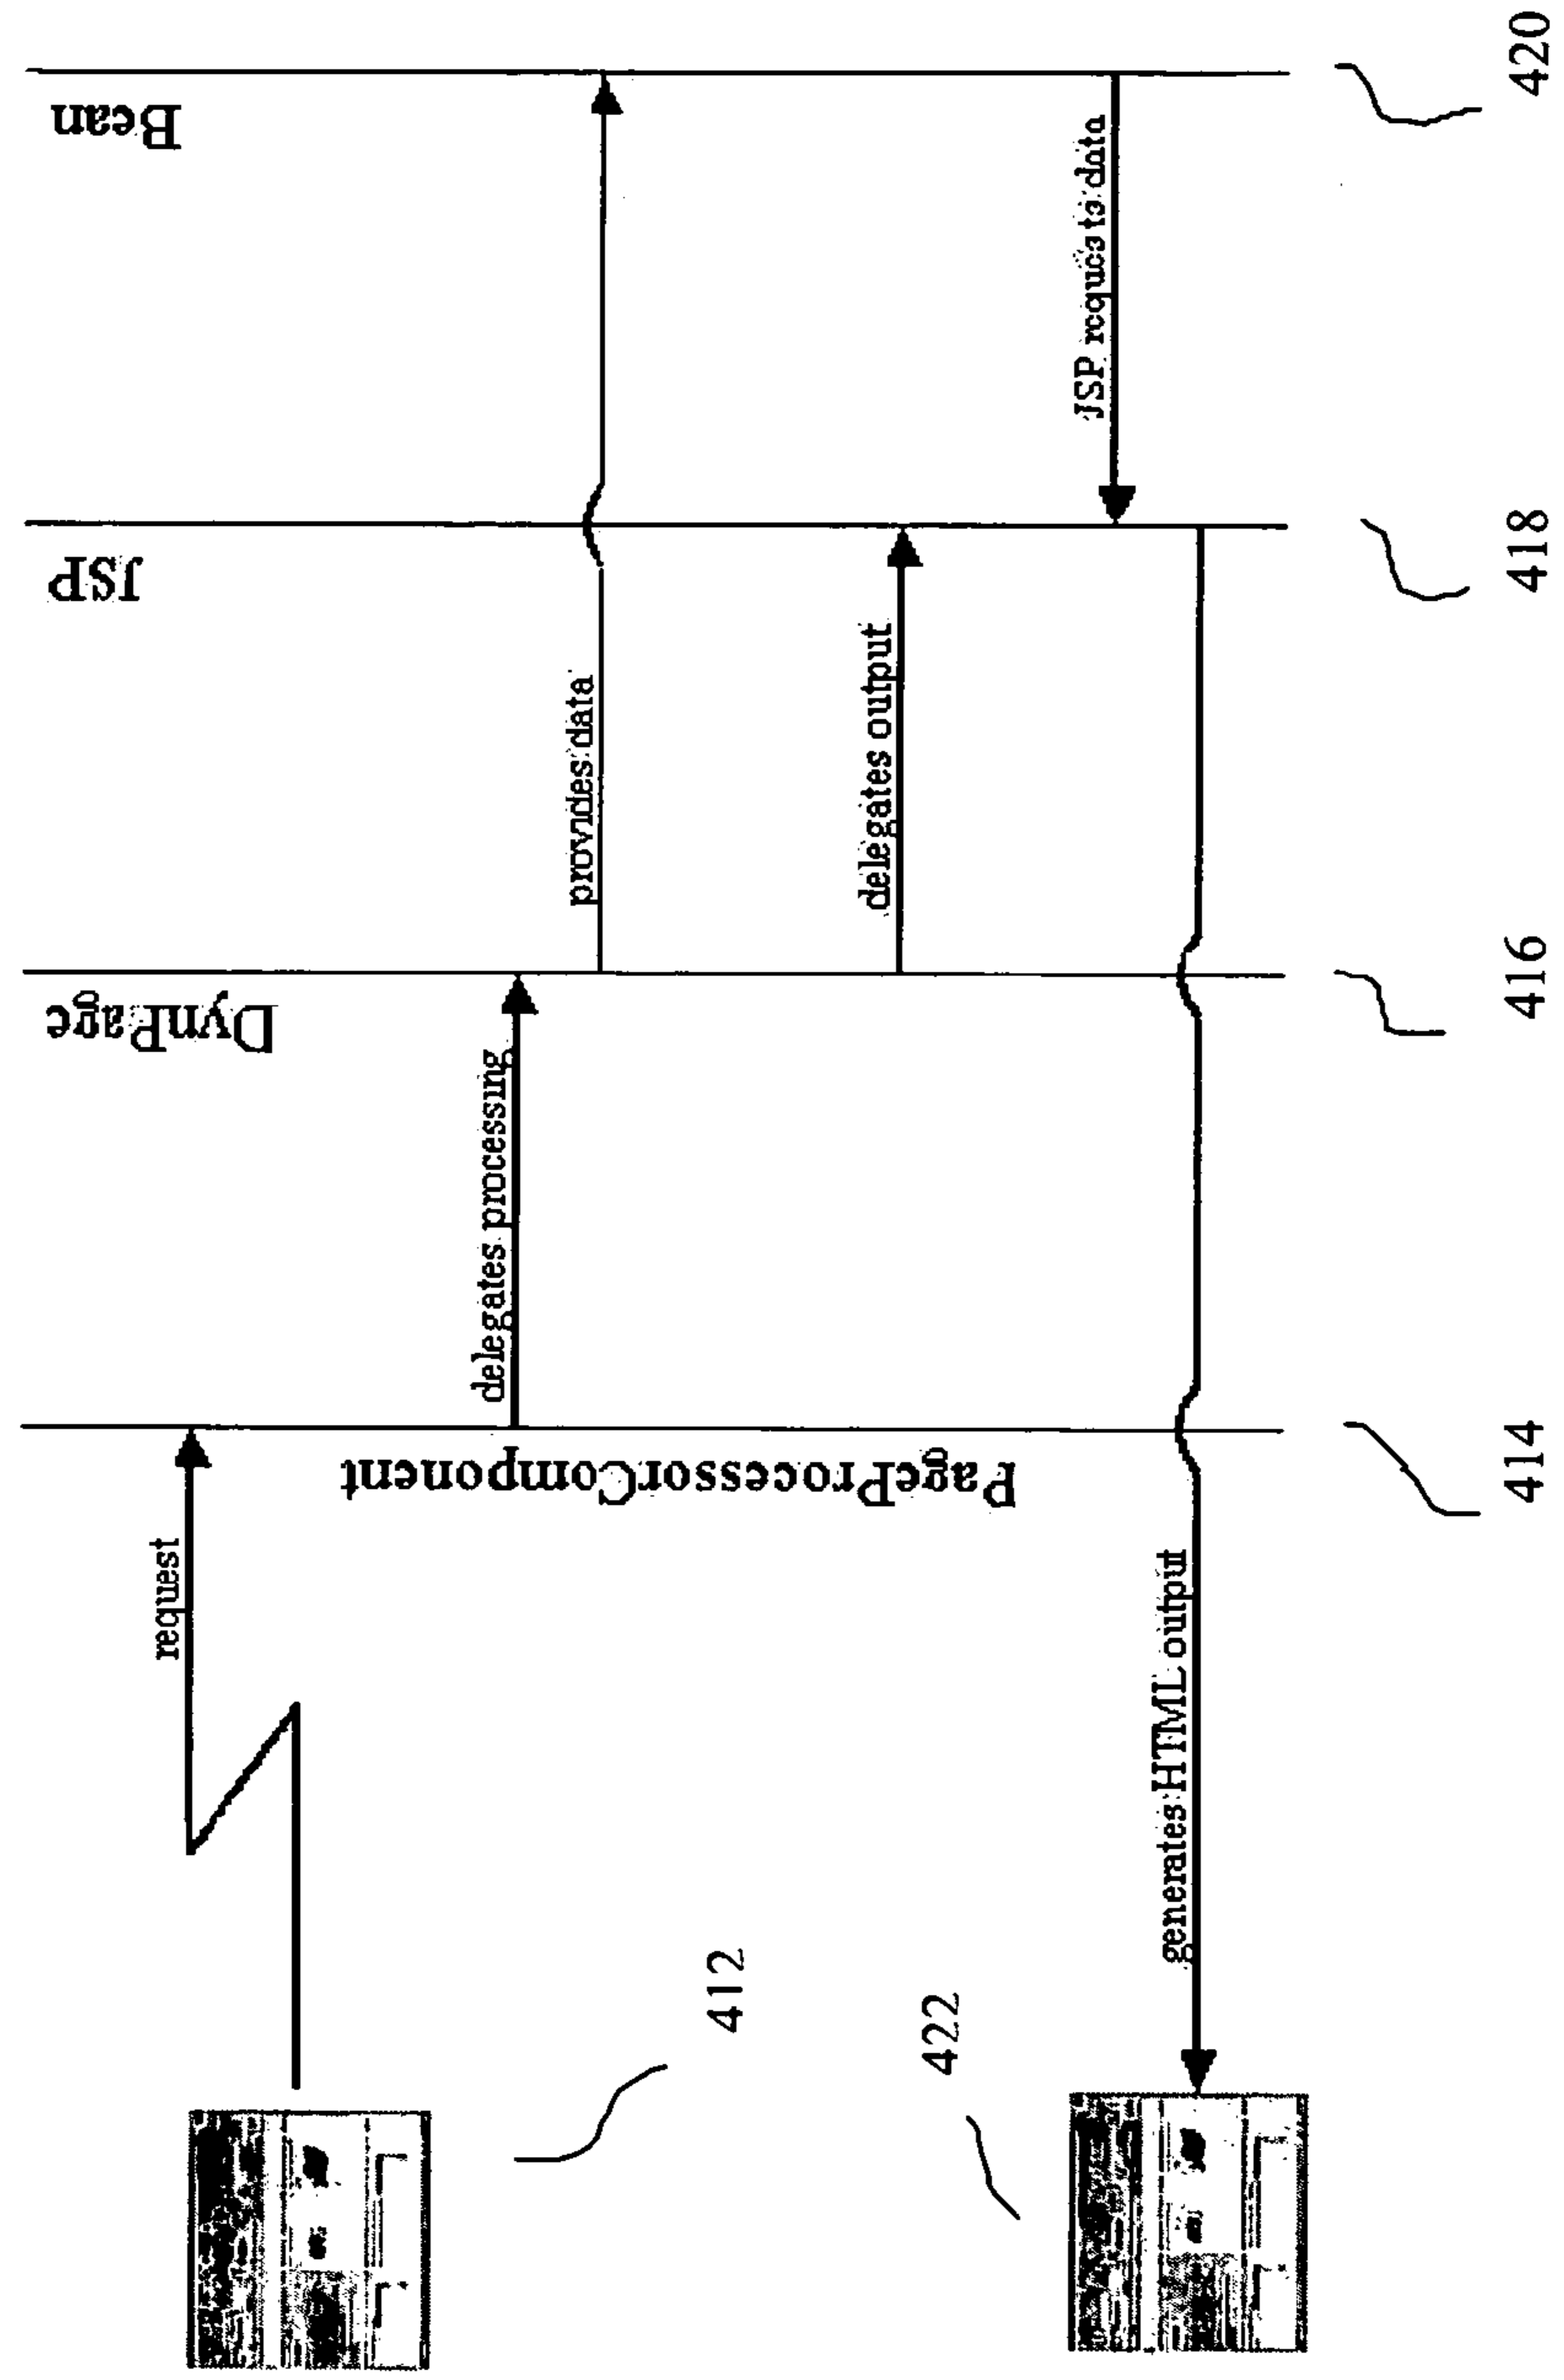 request
PageProcessorComponent
DynPage
JSP
Bean
delegates processing
provides data
delegates output
JSP requests data
generates HTML output
412
422
414
416
418
420